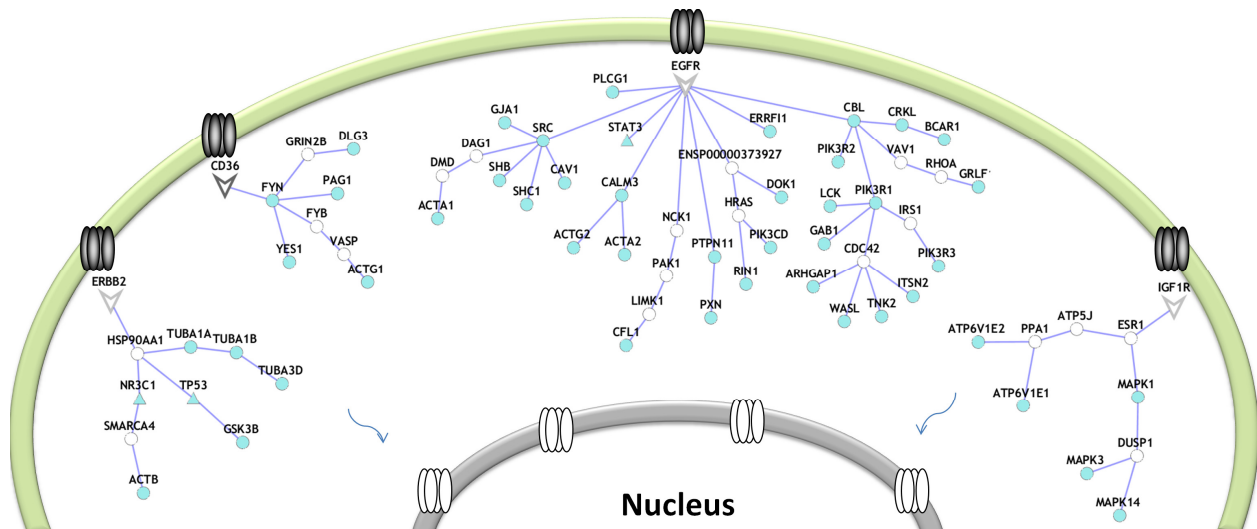 EGFR
PLCG1
GJA1
SRC
STAT3
ERRFI1
CBL
CRKL
BCAR1
DLG3
GRIN2B
CD36
DAG1
DMD
SHB
SHC1
CAV1
ACTA1
ENSP00000373927
PIK3R2
VAV1
RHOA
GRLF
FYN
PAG1
FYB
VASP
YES1
ACTG1
CALM3
ACTG2
ACTA2
NCK1
PAK1
LIMK1
CFL1
PTPN11
PXN
HRAS
DOK1
PIK3CD
RIN1
LCK
PIK3R1
IRS1
GAB1
CDC42
PIK3R3
ARHGAP1
ITSN2
WASL
TNK2
ERBB2
HSP90AA1
TUBA1A
TUBA1B
TUBA3D
NR3C1
TP53
SMARCA4
GSK3B
ACTB
IGF1R
ATP6V1E2
PPA1
ATP5J
ESR1
ATP6V1E1
MAPK1
DUSP1
MAPK3
MAPK14
Nucleus